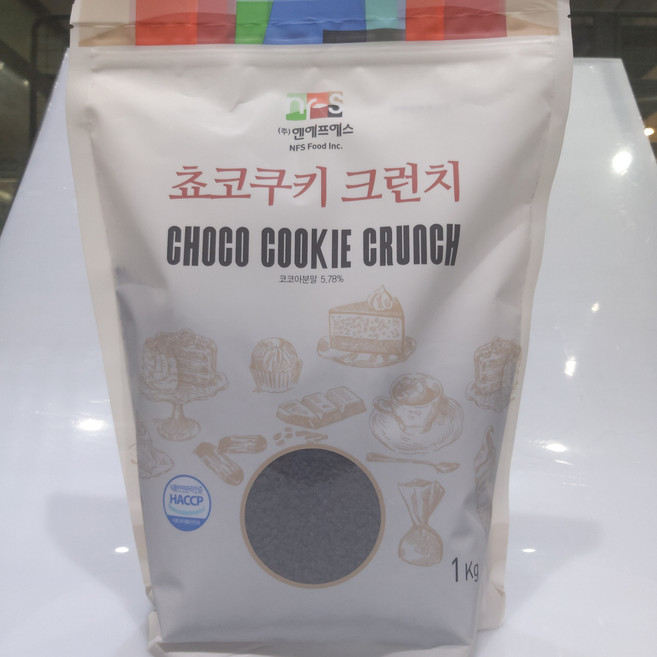 nfs
(주)엔에프에스
NFS Food Inc.
쵸코쿠키 크런치
CHOCO COOKIE CRUNCH
코코아분말 5.78%
HACCP
1Kg